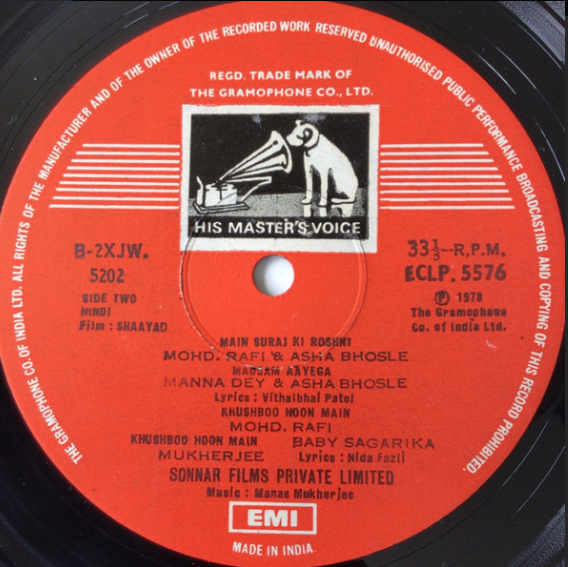 THE GRAMOPHONE CO. OF INDIA LTD. ALL RIGHTS OF THE MANUFACTURER AND OF THE OWNER OF THE RECORDED WORK RESERVED UNAUTHORISED PUBLIC PERFORMANCE BROADCASTING AND COPYING OF THIS RECORD PROHIBITED.
REGD. TRADE MARK OF
THE GRAMOPHONE CO., LTD.
HIS MASTER'S VOICE
B-2XJW.
5202
SIDE TWO
HINDI
Film : SHAAYAD
33⅓-R.P.M.
ECLP. 5576
℗ 1978
The Gramophone
Co. of India Ltd.
MAIN SURAJ KI ROSHNI
MOHD. RAFI & ASHA BHOSLE
MAUSAM AAYEGA
MANNA DEY & ASHA BHOSLE
Lyrics : Vithalbhai Patel
KHUSHBOO HOON MAIN
MOHD. RAFI
KHUSHBOO HOON MAIN BABY SAGARIKA
MUKHERJEE Lyrics : Nida Fazli
SONNAR FILMS PRIVATE LIMITED
Music : Manas Mukherjee
EMI
MADE IN INDIA.